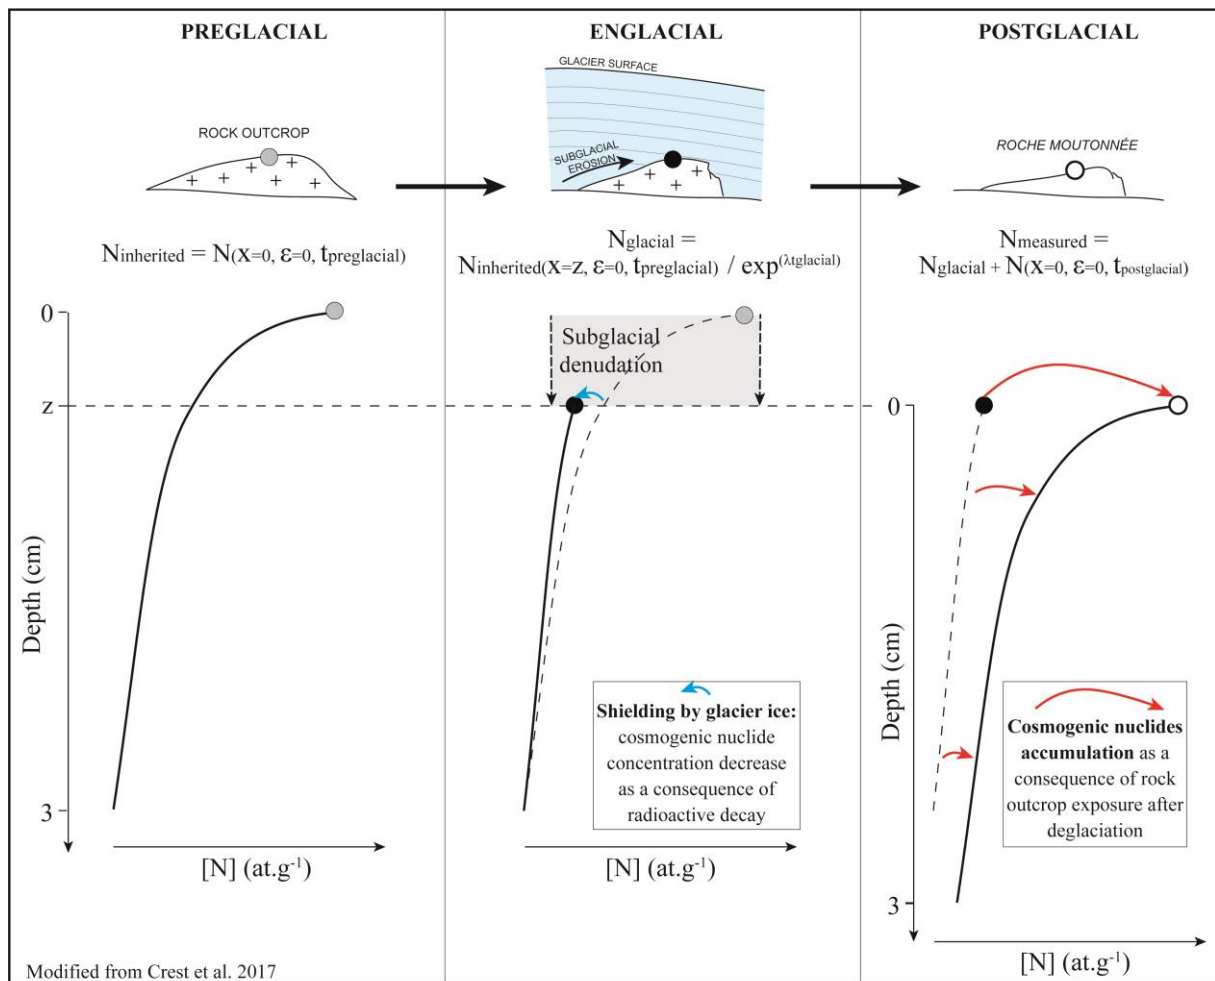 PREGLACIAL
ROCK OUTCROP
Ninherited = N(x=0, ε=0, tpreglacial)
0
z
Depth (cm)
3
[N] (at.g⁻¹)
Modified from Crest et al. 2017
ENGLACIAL
GLACIER SURFACE
SUBGLACIAL
EROSION
Nglacial =
Ninherited(x=z, ε=0, tpreglacial) / exp(λtglacial)
Subglacial
denudation
Shielding by glacier ice:
cosmogenic nuclide
concentration decrease
as a consequence of
radioactive decay
[N] (at.g⁻¹)
POSTGLACIAL
ROCHE MOUTONNÉE
Nmeasured =
Nglacial + N(x=0, ε=0, tpostglacial)
0
Depth (cm)
Cosmogenic nuclides
accumulation as a
consequence of rock
outcrop exposure after
deglaciation
3
[N] (at.g⁻¹)